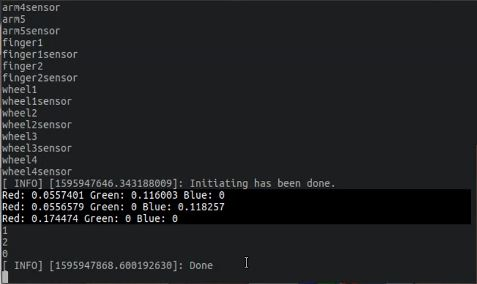 arm4sensor
arm5
arm5sensor
finger1
finger1sensor
finger2
finger2sensor
wheel1
wheel1sensor
wheel2
wheel2sensor
wheel3
wheel3sensor
wheel4
wheel4sensor
[ INFO] [1595947646.343188009]: Initiating has been done.
Red: 0.0557401 Green: 0.116003 Blue: 0
Red: 0.0556579 Green: 0 Blue: 0.118257
Red: 0.174474 Green: 0 Blue: 0
1
2
0
[ INFO] [1595947868.600192630]: Done